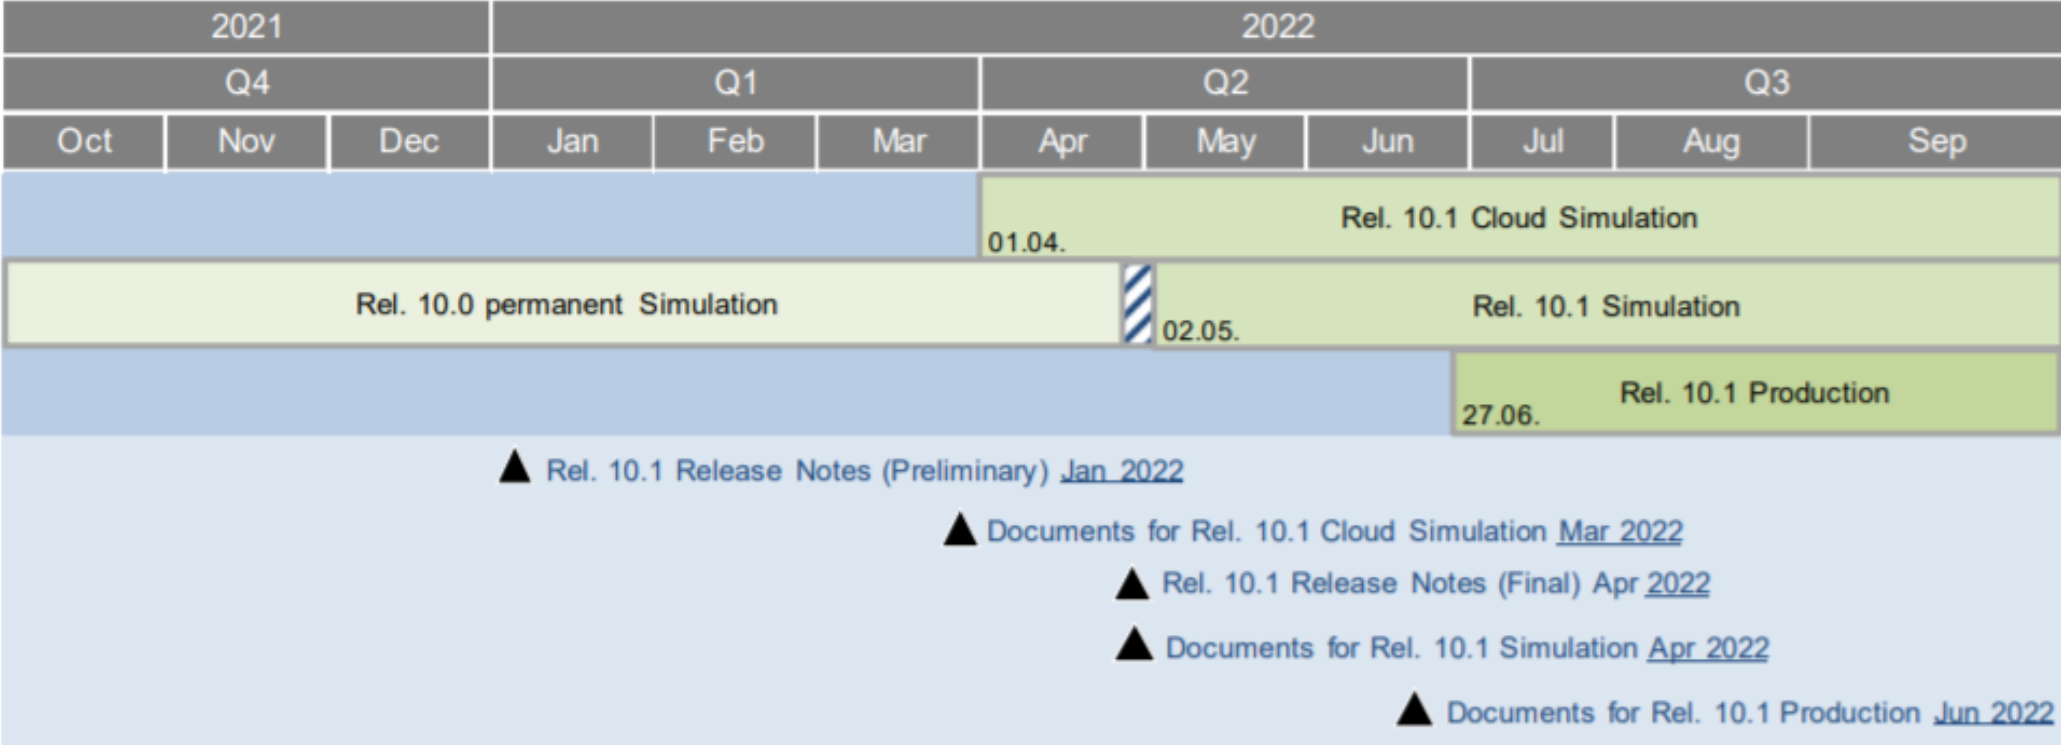 2021 2022
Q4 Q1 Q2 Q3
Oct Nov Dec Jan Feb Mar Apr May Jun Jul Aug Sep
Rel. 10.1 Cloud Simulation
01.04.
Rel. 10.0 permanent Simulation
Rel. 10.1 Simulation
02.05.
Rel. 10.1 Production
27.06.
Rel. 10.1 Release Notes (Preliminary) Jan 2022
Documents for Rel. 10.1 Cloud Simulation Mar 2022
Rel. 10.1 Release Notes (Final) Apr 2022
Documents for Rel. 10.1 Simulation Apr 2022
Documents for Rel. 10.1 Production Jun 2022